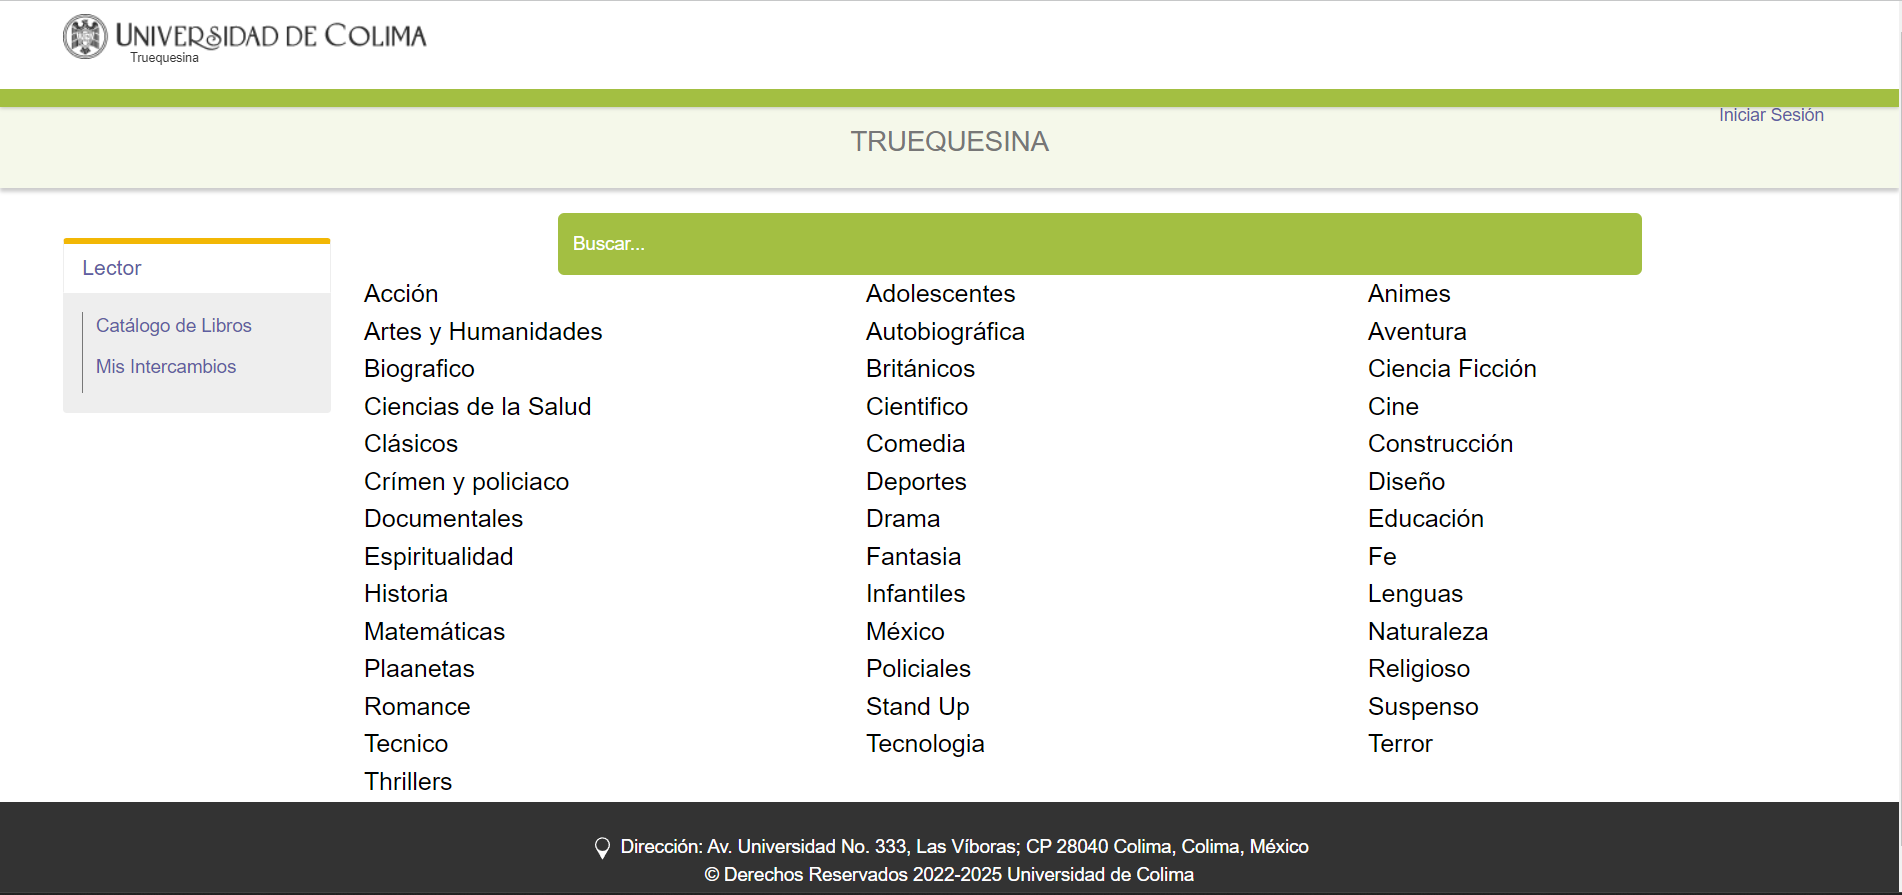 UNIVERSIDAD DE COLIMA
Truequesina
Iniciar Sesión
TRUEQUESINA
Buscar...
Lector
Catálogo de Libros
Mis Intercambios
Acción Adolescentes Animes
Artes y Humanidades Autobiográfica Aventura
Biografico Británicos Ciencia Ficción
Ciencias de la Salud Cientifico Cine
Clásicos Comedia Construcción
Crímen y policiaco Deportes Diseño
Documentales Drama Educación
Espiritualidad Fantasia Fe
Historia Infantiles Lenguas
Matemáticas México Naturaleza
Plaanetas Policiales Religioso
Romance Stand Up Suspenso
Tecnico Tecnologia Terror
Thrillers
Dirección: Av. Universidad No. 333, Las Víboras; CP 28040 Colima, Colima, México
© Derechos Reservados 2022-2025 Universidad de Colima